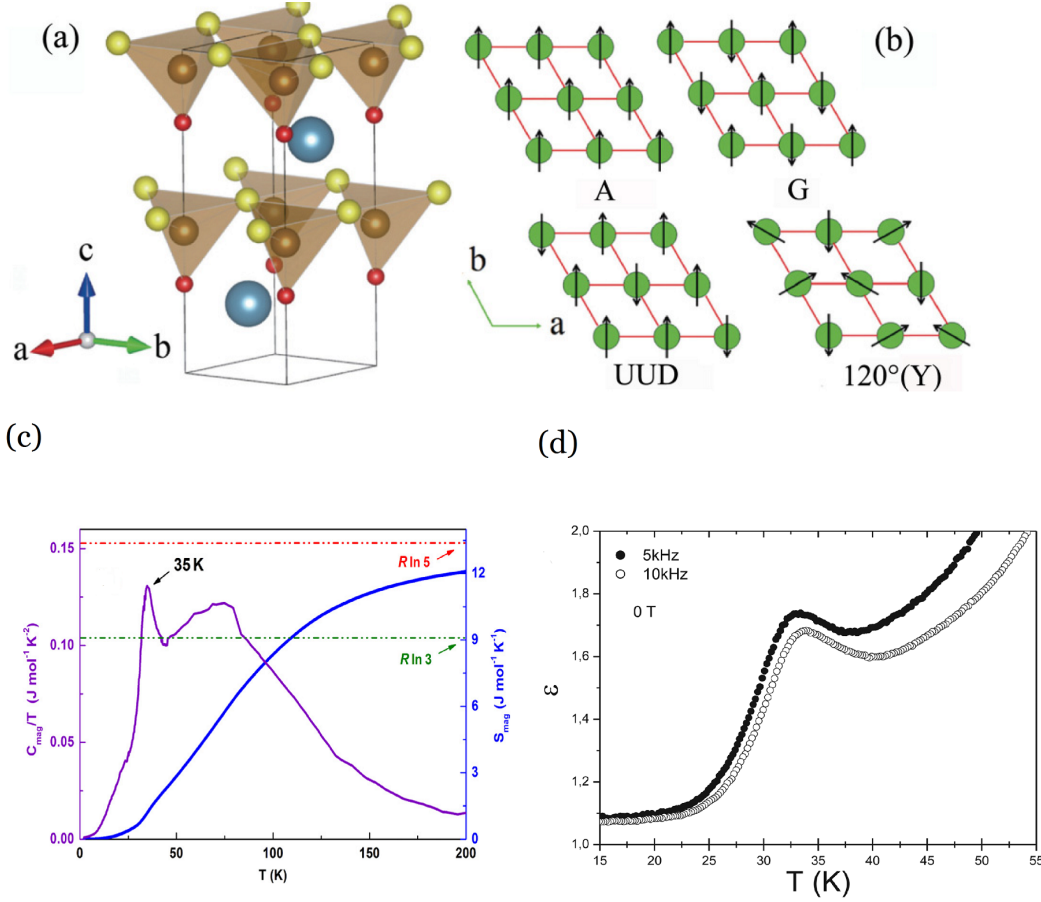 (a)
c
a
b
(b)
A
G
b
a
UUD
120°(Y)
(c)
(d)
0.15
0.10
0.05
0.00
C_mag/T (J mol⁻¹ K⁻²)
35 K
R ln 5
R ln 3
12
9
6
3
0
S_mag (J mol⁻¹ K⁻¹)
0 50 100 150 200
T (K)
2,0
1,8
1,6
1,4
1,2
1,0
ε
5kHz
10kHz
0 T
15 20 25 30 35 40 45 50 55
T (K)